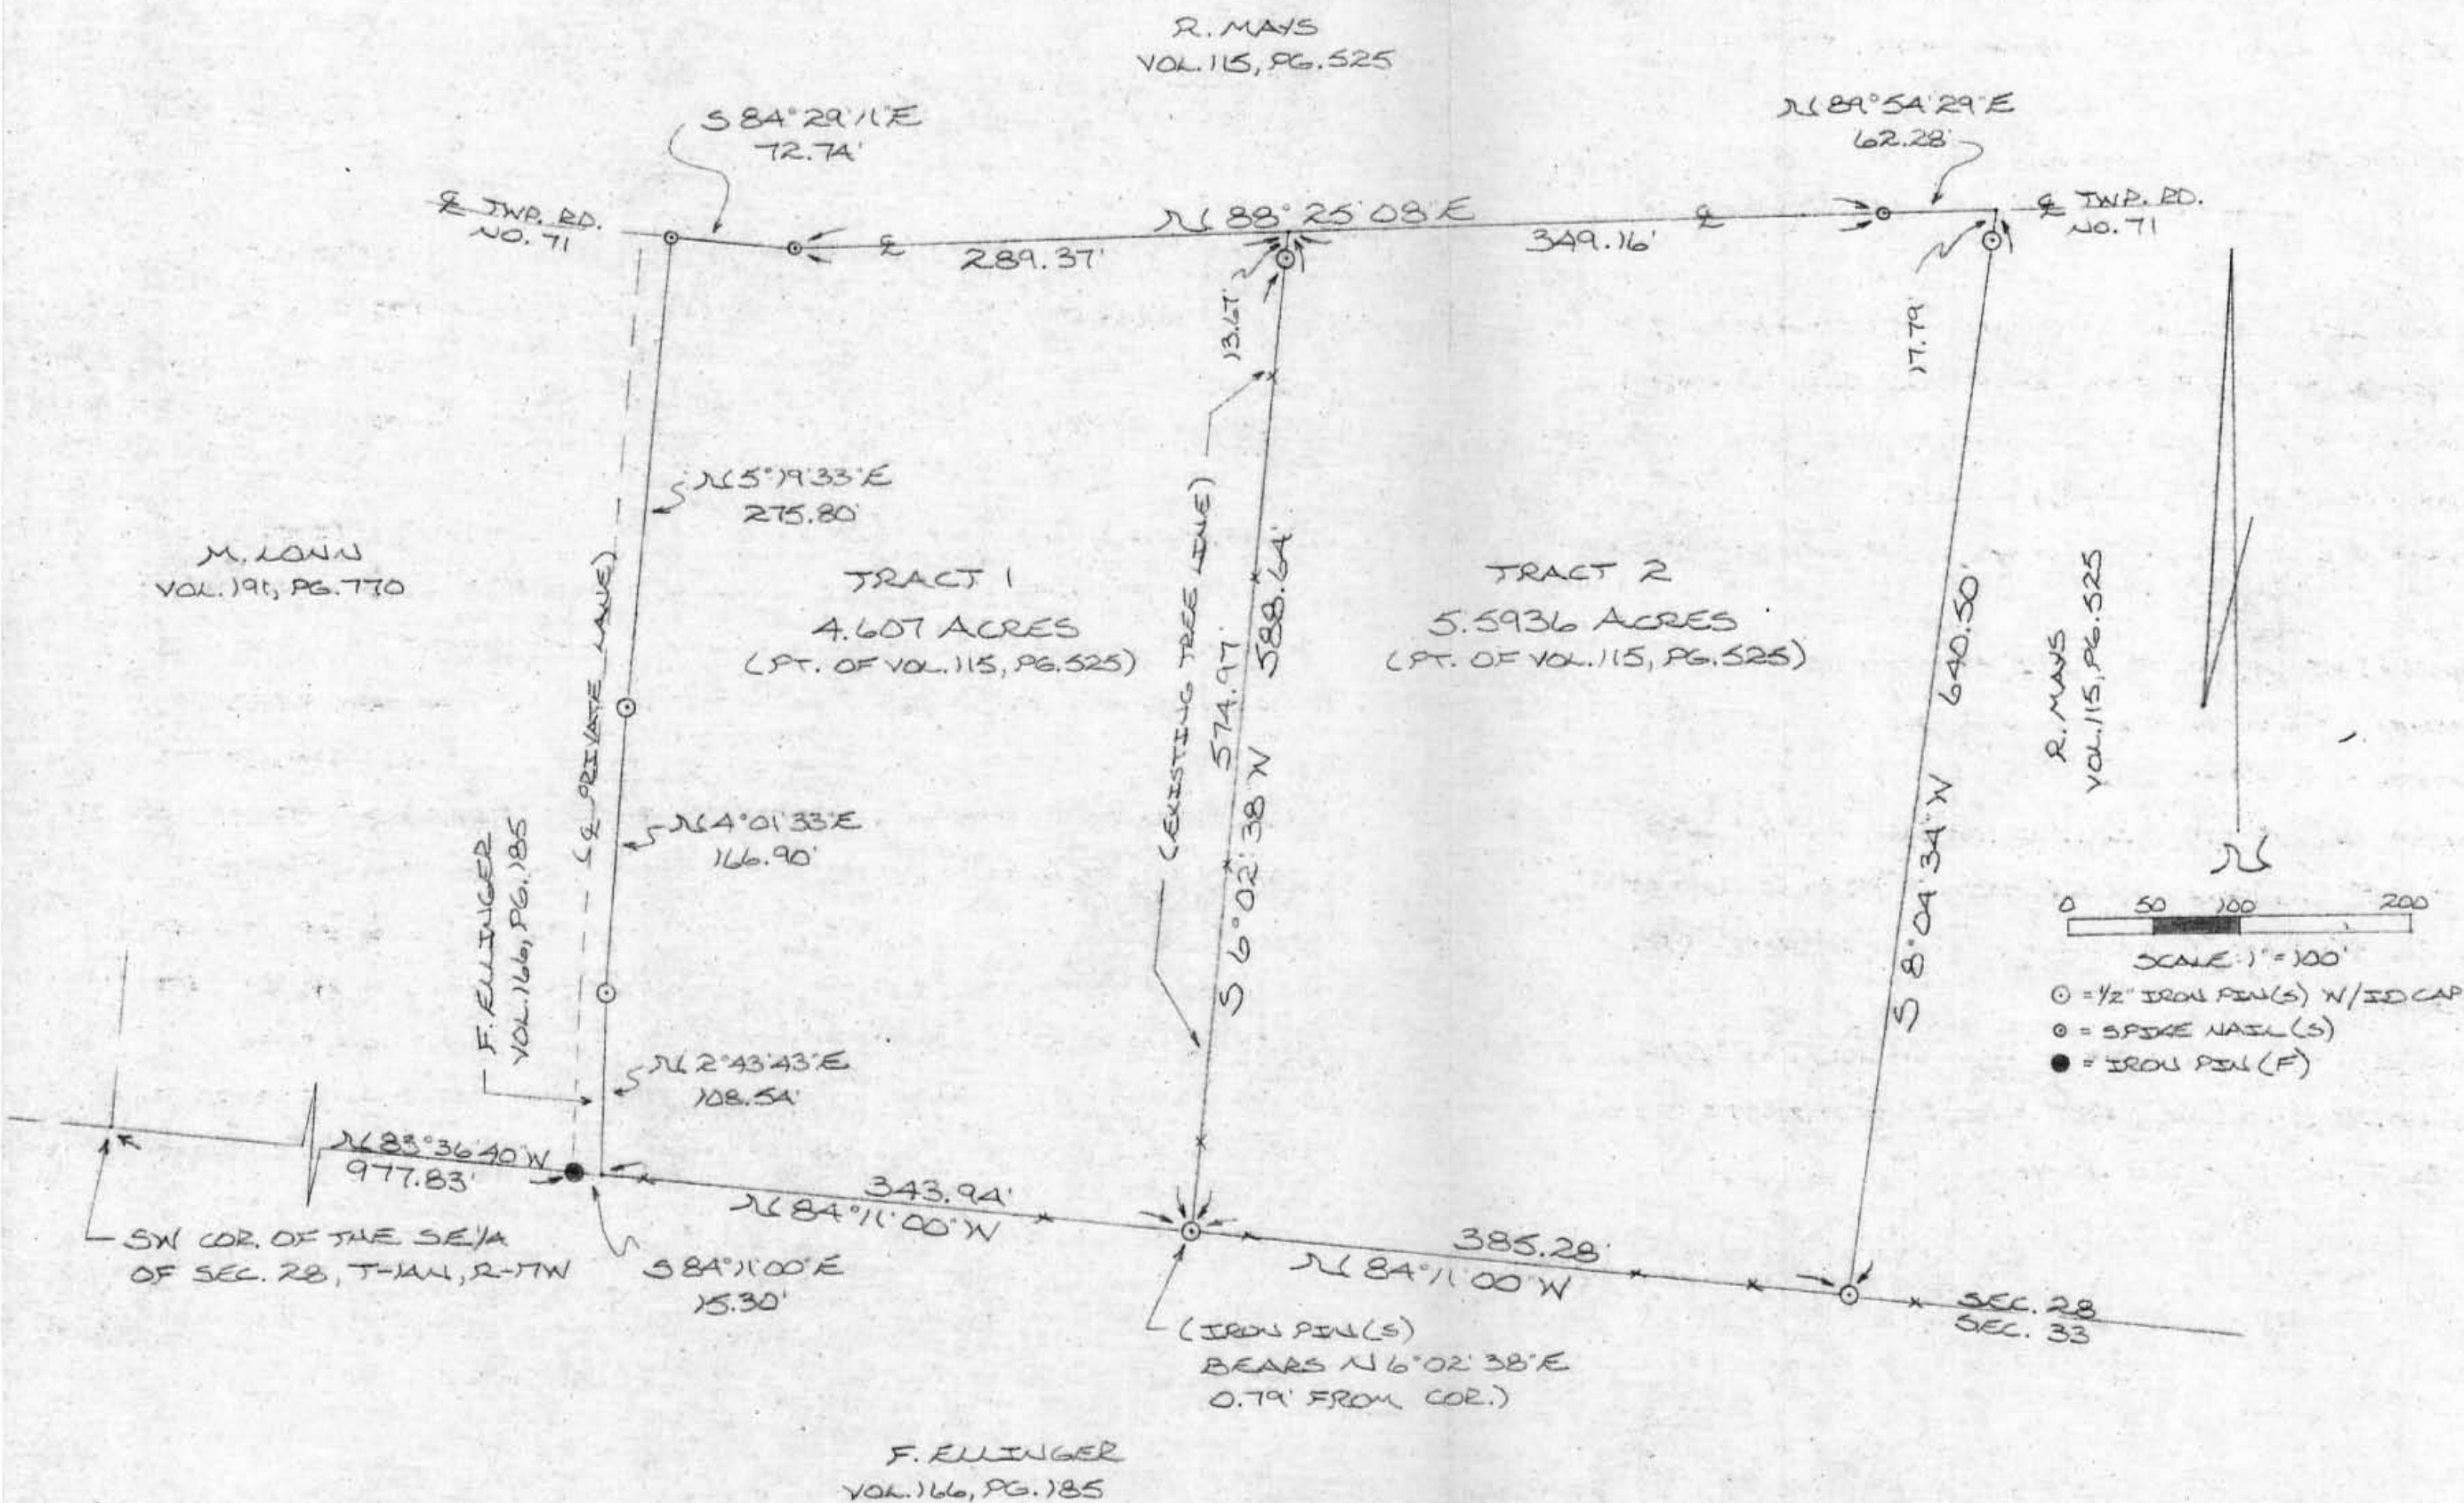 R. MAYS
VOL. 115, PG. 525
S 84° 29' 11" E
72.74'
N 89° 54' 29" E
62.28'
℄ TWP. RD.
NO. 71
℄
N 88° 25' 08" E
℄
℄ TWP. RD.
NO. 71
289.37'
349.16'
13.67'
17.79'
N 5° 19' 33" E
275.80'
M. LONN
VOL. 191, PG. 770
TRACT 1
4.607 ACRES
(PT. OF VOL. 115, PG. 525)
(EXISTING TREE LINE)
574.97'
588.64'
S 6° 02' 38" W
TRACT 2
5.5936 ACRES
(PT. OF VOL. 115, PG. 525)
640.50'
S 8° 04' 34" W
R. MAYS
VOL. 115, PG. 525
(℄ PRIVATE LANE)
N 4° 01' 33" E
166.90'
F. ELLINGER
VOL. 166, PG. 185
N
0 50 100 200
SCALE: 1" = 100'
⊙ = 1/2" IRON PIN(S) W/ID CAP
⊙ = SPIKE NAIL(S)
● = IRON PIN (F)
N 2° 43' 43" E
108.54'
N 83° 36' 40" W
977.83'
343.94'
N 84° 11' 00" W
SW COR. OF THE SE 1/4
OF SEC. 28, T-14N, R-17W
S 84° 11' 00" E
15.30'
385.28'
N 84° 11' 00" W
SEC. 28
SEC. 33
(IRON PIN(S)
BEARS N 6° 02' 38" E
0.79' FROM COR.)
F. ELLINGER
VOL. 166, PG. 185